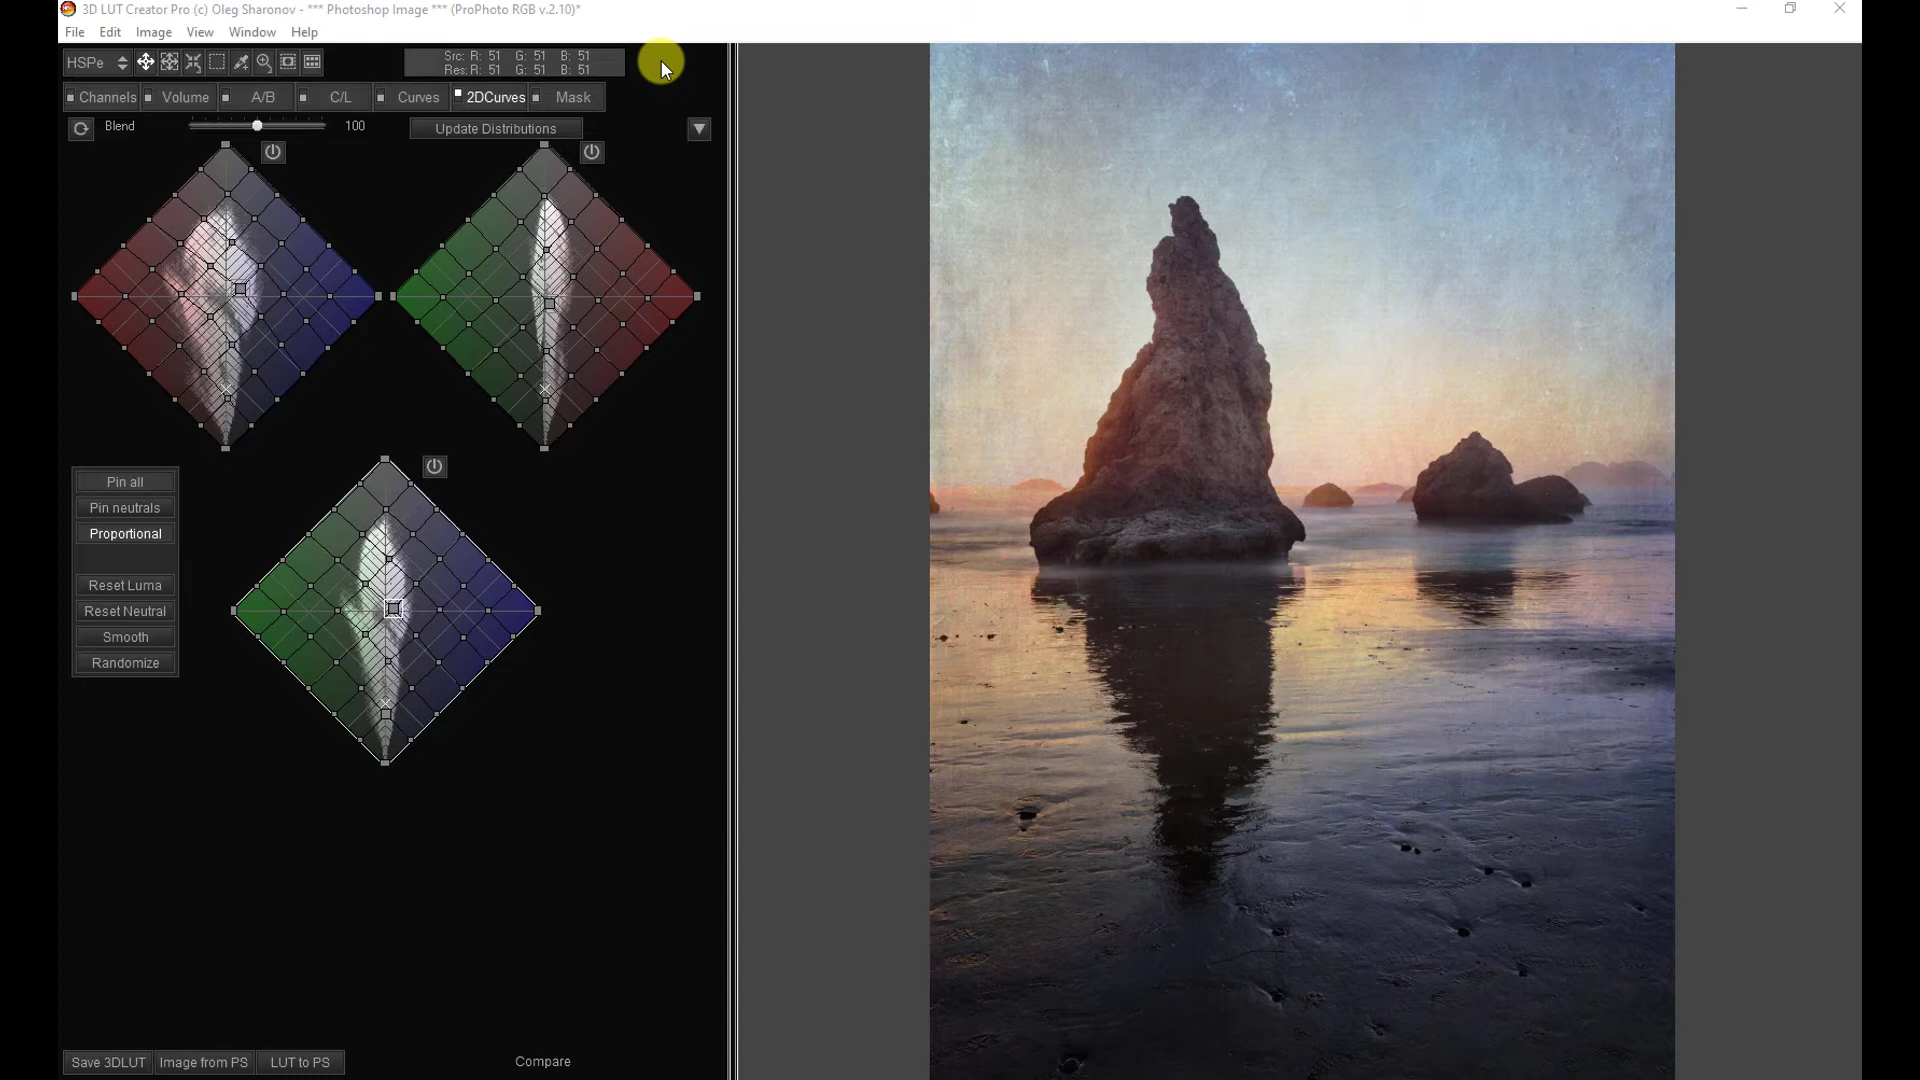 3D LUT Creator Pro (c) Oleg Sharonov - *** Photoshop Image *** (ProPhoto RGB v.2.10)*
File Edit Image View Window Help
HSPe
Src: R: 51 G: 51 B: 51
Res: R: 51 G: 51 B: 51
Channels Volume A/B C/L Curves 2DCurves Mask
Blend 100 Update Distributions
Pin all
Pin neutrals
Proportional
Reset Luma
Reset Neutral
Smooth
Randomize
Save 3DLUT Image from PS LUT to PS Compare